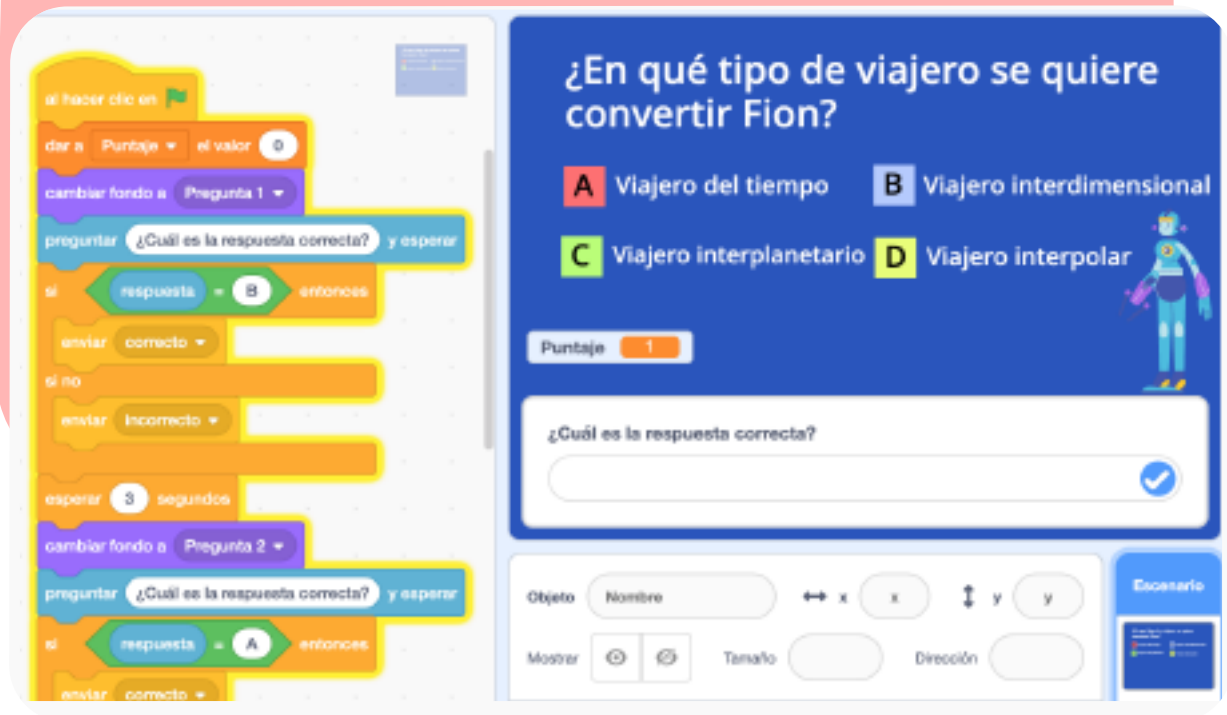 al hacer clic en
dar a Puntaje el valor 0
cambiar fondo a Pregunta 1
preguntar ¿Cuál es la respuesta correcta? y esperar
si respuesta = B entonces
enviar correcto
si no
enviar incorrecto
esperar 3 segundos
cambiar fondo a Pregunta 2
preguntar ¿Cuál es la respuesta correcta? y esperar
si respuesta = A entonces
enviar correcto
¿En qué tipo de viajero se quiere
convertir Fion?
A Viajero del tiempo B Viajero interdimensional
C Viajero interplanetario D Viajero interpolar
Puntaje 1
¿Cuál es la respuesta correcta?
Objeto Nombre x x y y
Mostrar Tamaño Dirección
Escenario